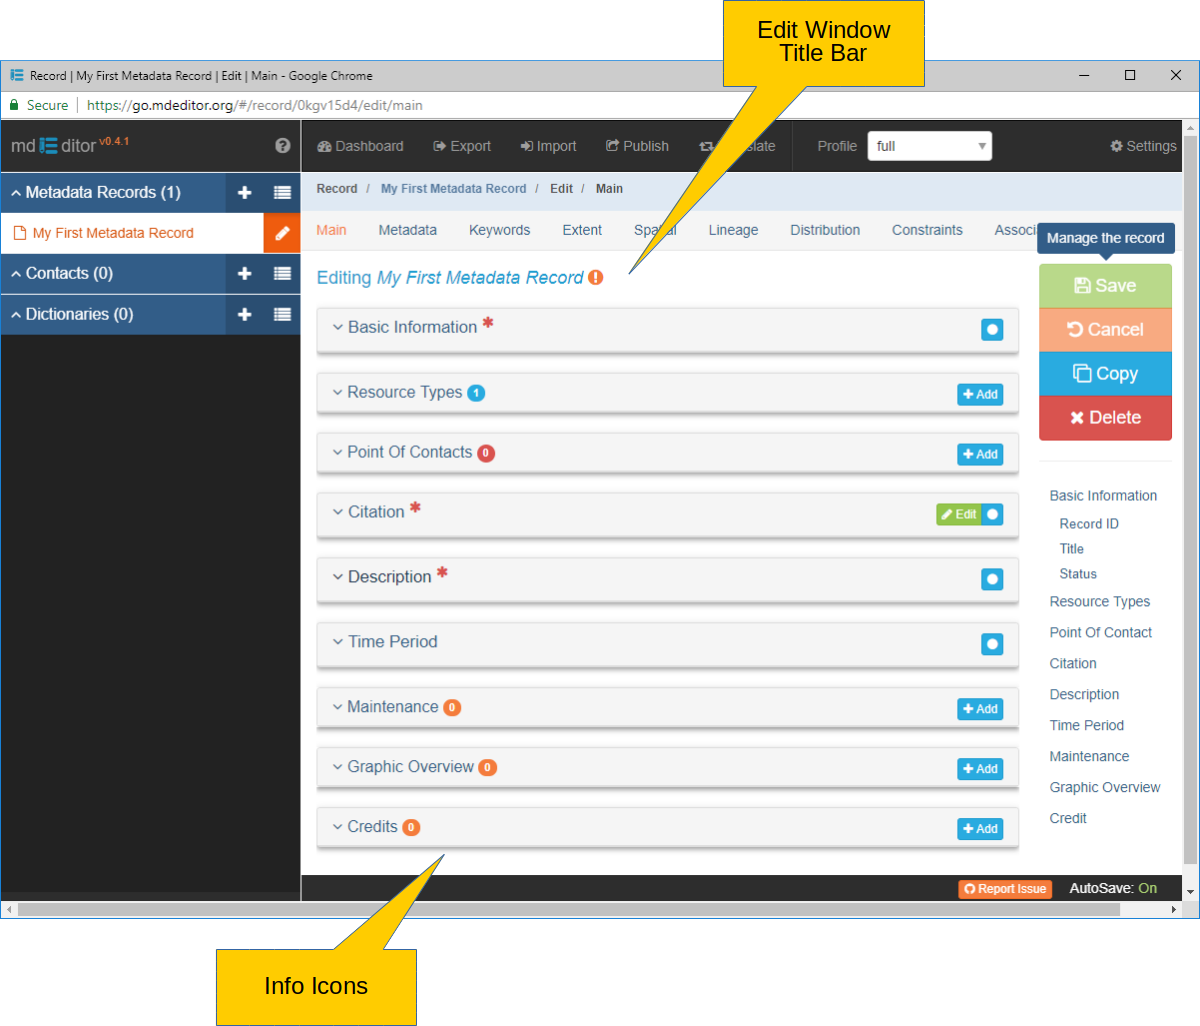 Edit Window
Title Bar
Record | My First Metadata Record | Edit | Main - Google Chrome
Secure | https://go.mdeditor.org/#/record/0kgv15d4/edit/main
md ditor v0.4.1
Dashboard Export Import Publish late Profile full Settings
Metadata Records (1)
Record / My First Metadata Record / Edit / Main
My First Metadata Record
Main Metadata Keywords Extent Spatial Lineage Distribution Constraints Associ
Manage the record
Contacts (0)
Editing My First Metadata Record
Save
Dictionaries (0)
Basic Information *
Cancel
Copy
Resource Types 1 Add
Delete
Point Of Contacts 0 Add
Citation * Edit
Description *
Time Period
Maintenance 0 Add
Graphic Overview 0 Add
Credits 0 Add
Basic Information
Record ID
Title
Status
Resource Types
Point Of Contact
Citation
Description
Time Period
Maintenance
Graphic Overview
Credit
Report Issue AutoSave: On
Info Icons